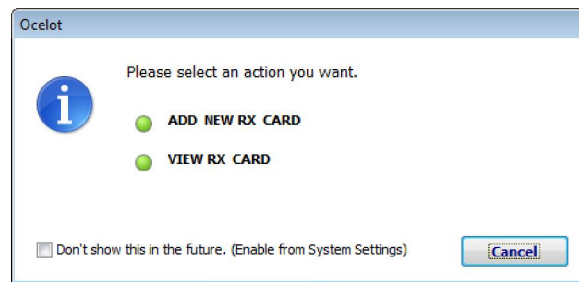 Ocelot
Please select an action you want.
ADD NEW RX CARD
VIEW RX CARD
Don't show this in the future. (Enable from System Settings)
Cancel